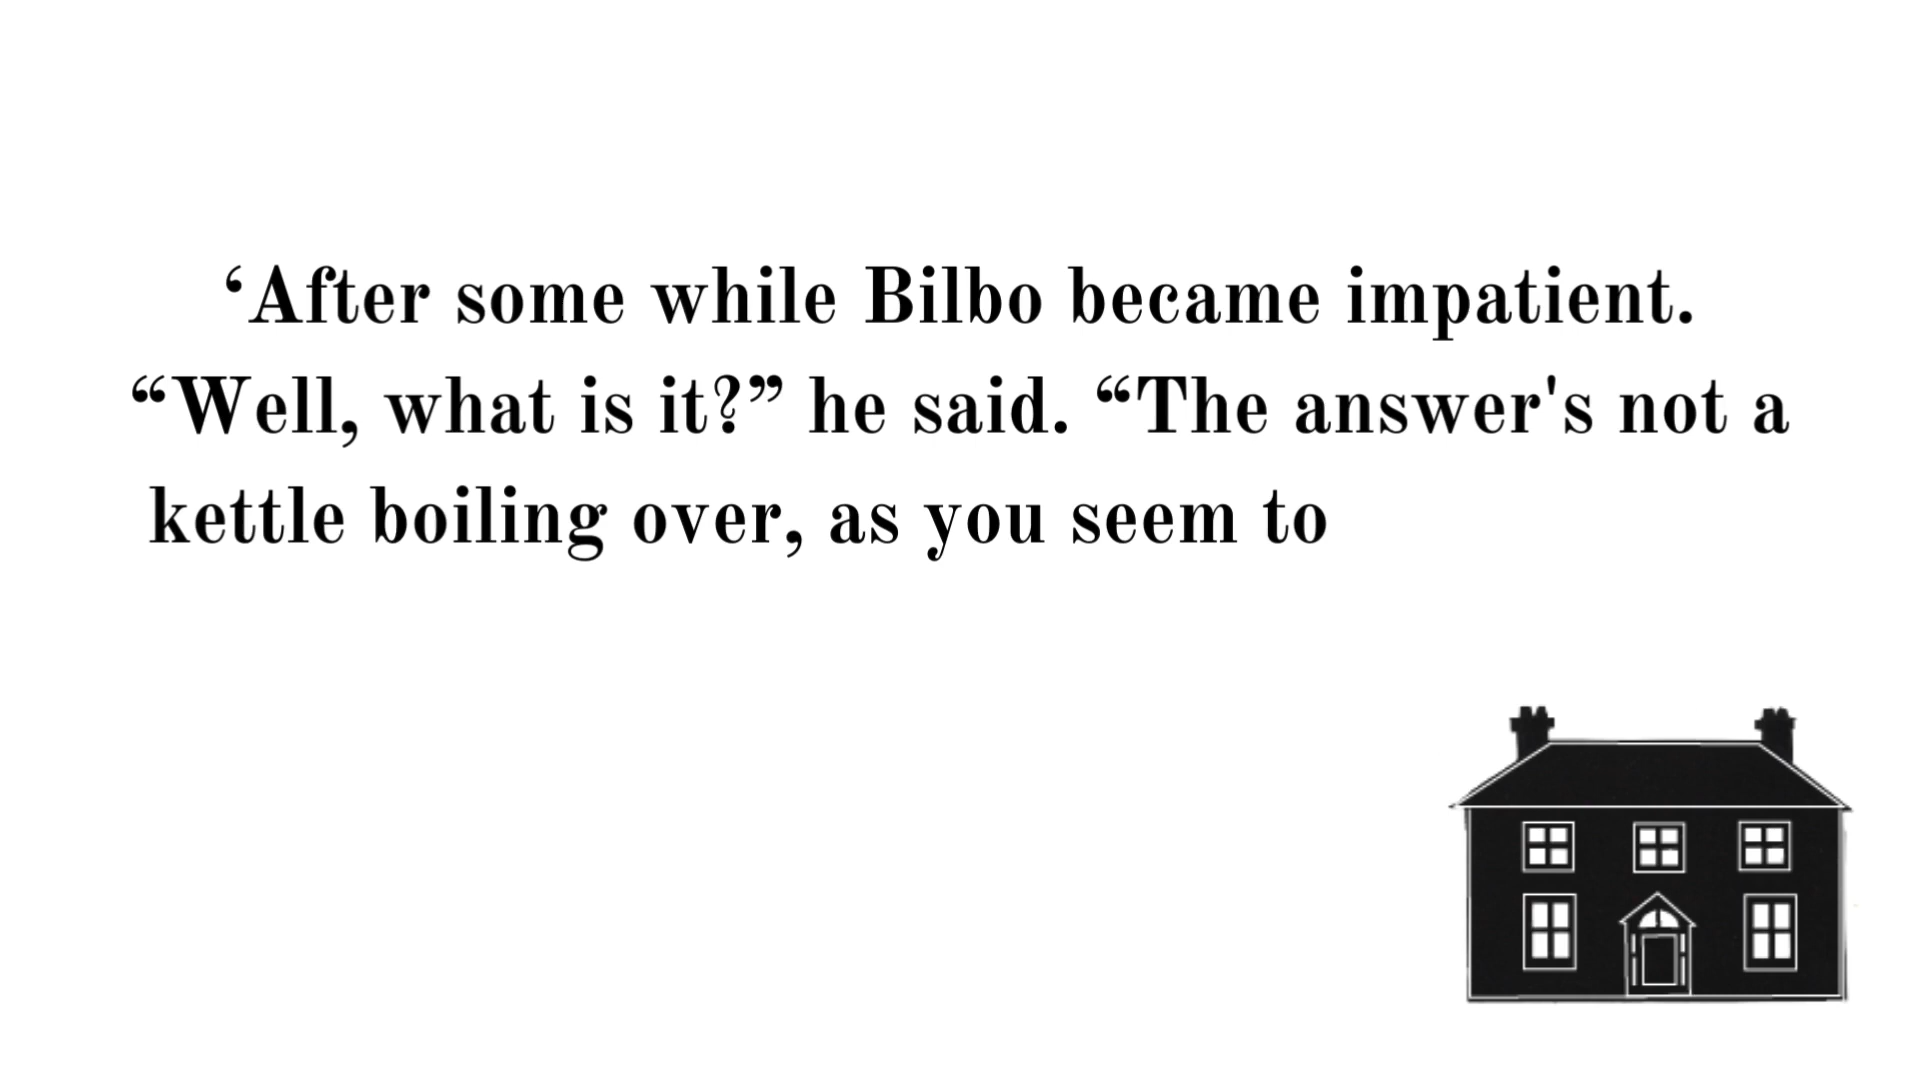 ‘After some while Bilbo became impatient.
“Well, what is it?” he said. “The answer's not a
kettle boiling over, as you seem to